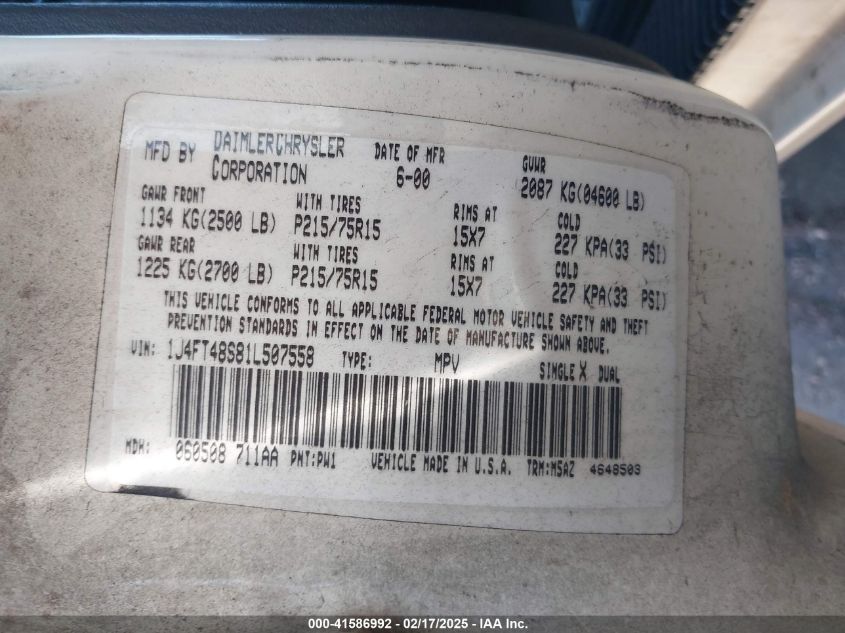 MFD BY DAIMLERCHRYSLER CORPORATION DATE OF MFR 6-00 GVWR 2087 KG(04600 LB)
GAWR FRONT WITH TIRES RIMS AT COLD
1134 KG(2500 LB) P215/75R15 15X7 227 KPA(33 PSI)
GAWR REAR WITH TIRES RIMS AT COLD
1225 KG(2700 LB) P215/75R15 15X7 227 KPA(33 PSI)
THIS VEHICLE CONFORMS TO ALL APPLICABLE FEDERAL MOTOR VEHICLE SAFETY AND THEFT
PREVENTION STANDARDS IN EFFECT ON THE DATE OF MANUFACTURE SHOWN ABOVE.
VIN: 1J4FT48S81L507558 TYPE: MPV SINGLE X DUAL
MDH: 060508 711AA PNT:PW1 VEHICLE MADE IN U.S.A. TRM:MSAZ 4648503
000-41586992 - 02/17/2025 - IAA Inc.